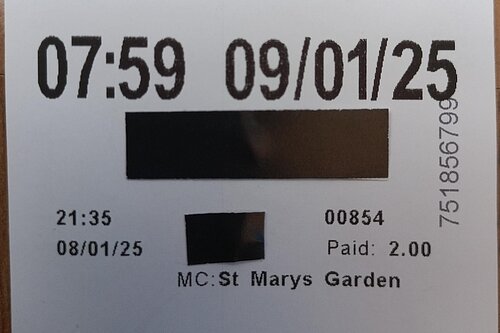 07:59 09/01/25
21:35 00854
08/01/25 Paid: 2.00
MC:St Marys Garden
751856799